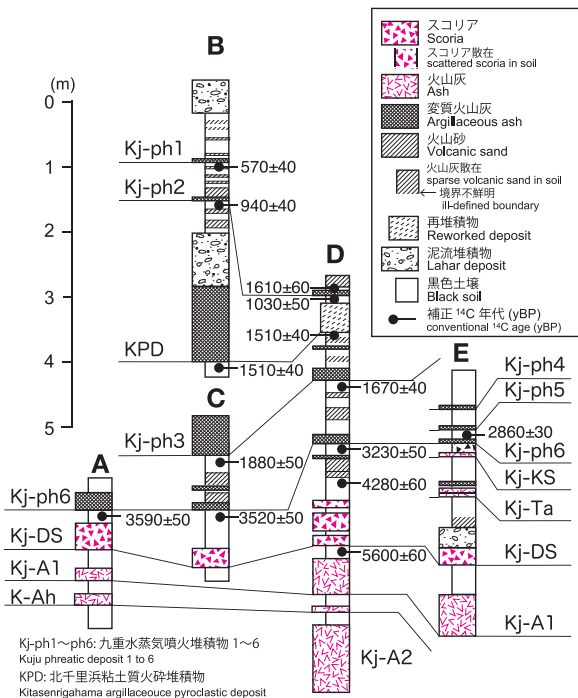 B
(m)
0
1
2
3
4
5
Kj-ph1
Kj-ph2
KPD
Kj-ph3
570±40
940±40
1510±40
C
1880±50
3520±50
A
Kj-ph6
3590±50
Kj-DS
Kj-A1
K-Ah
D
1610±60
1030±50
1510±40
1670±40
3230±50
4280±60
5600±60
Kj-A2
E
Kj-ph4
Kj-ph5
2860±30
Kj-ph6
Kj-KS
Kj-Ta
Kj-DS
Kj-A1
スコリア
Scoria
スコリア散在
scattered scoria in soil
火山灰
Ash
変質火山灰
Argillaceous ash
火山砂
Volcanic sand
火山灰散在
sparse volcanic sand in soil
境界不鮮明
ill-defined boundary
再堆積物
Reworked deposit
泥流堆積物
Lahar deposit
黒色土壌
Black soil
補正 ¹⁴C 年代 (yBP)
conventional ¹⁴C age (yBP)
Kj-ph1〜ph6: 九重水蒸気噴火堆積物 1〜6
Kuju phreatic deposit 1 to 6
KPD: 北千里浜粘土質火砕堆積物
Kitasenrigahama argillaceouce pyroclastic deposit